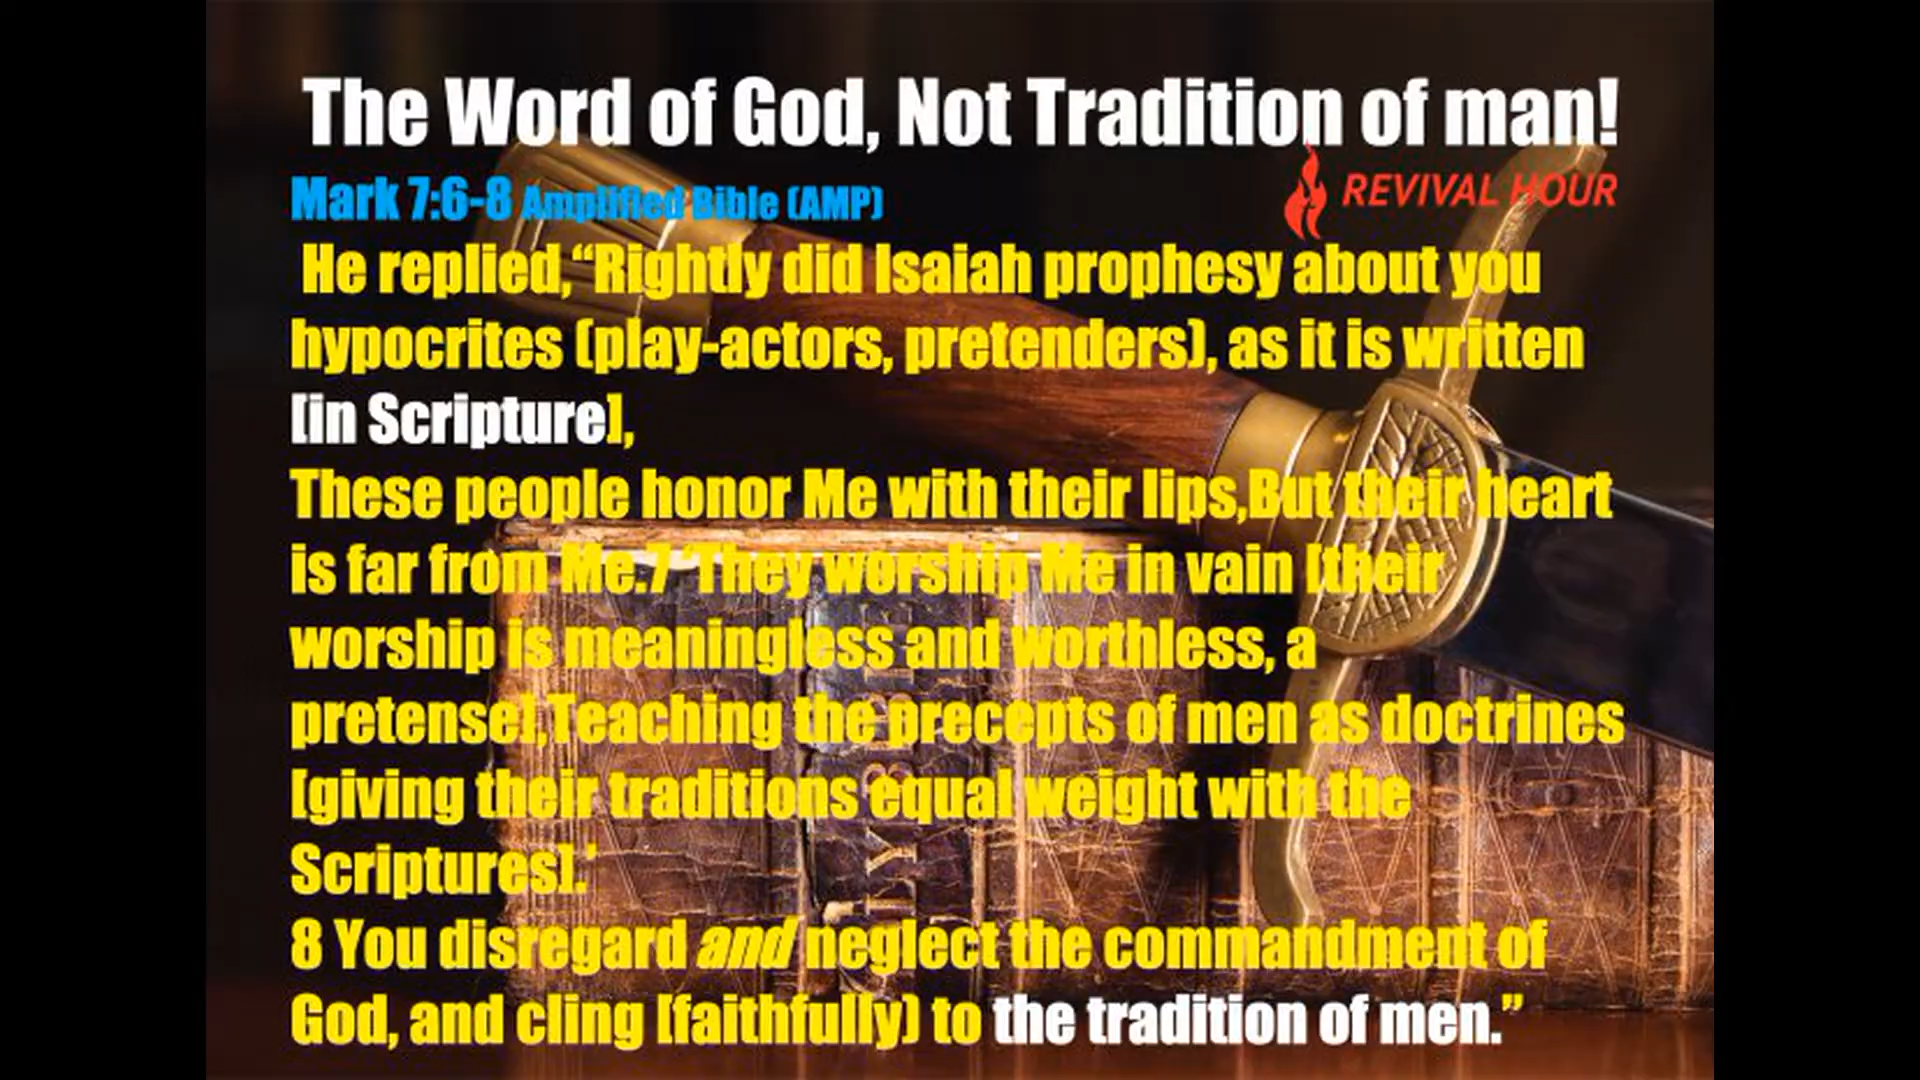 The Word of God, Not Tradition of man!
Mark 7:6-8 Amplified Bible (AMP)
REVIVAL HOUR
He replied,“Rightly did Isaiah prophesy about you
hypocrites (play-actors, pretenders), as it is written
[in Scripture],
These people honor Me with their lips,But their heart
is far from Me.7 ‘They worship Me in vain [their
worship is meaningless and worthless, a
pretense],Teaching the precepts of men as doctrines
[giving their traditions equal weight with the
Scriptures].’
8 You disregard and neglect the commandment of
God, and cling [faithfully) to the tradition of men.”